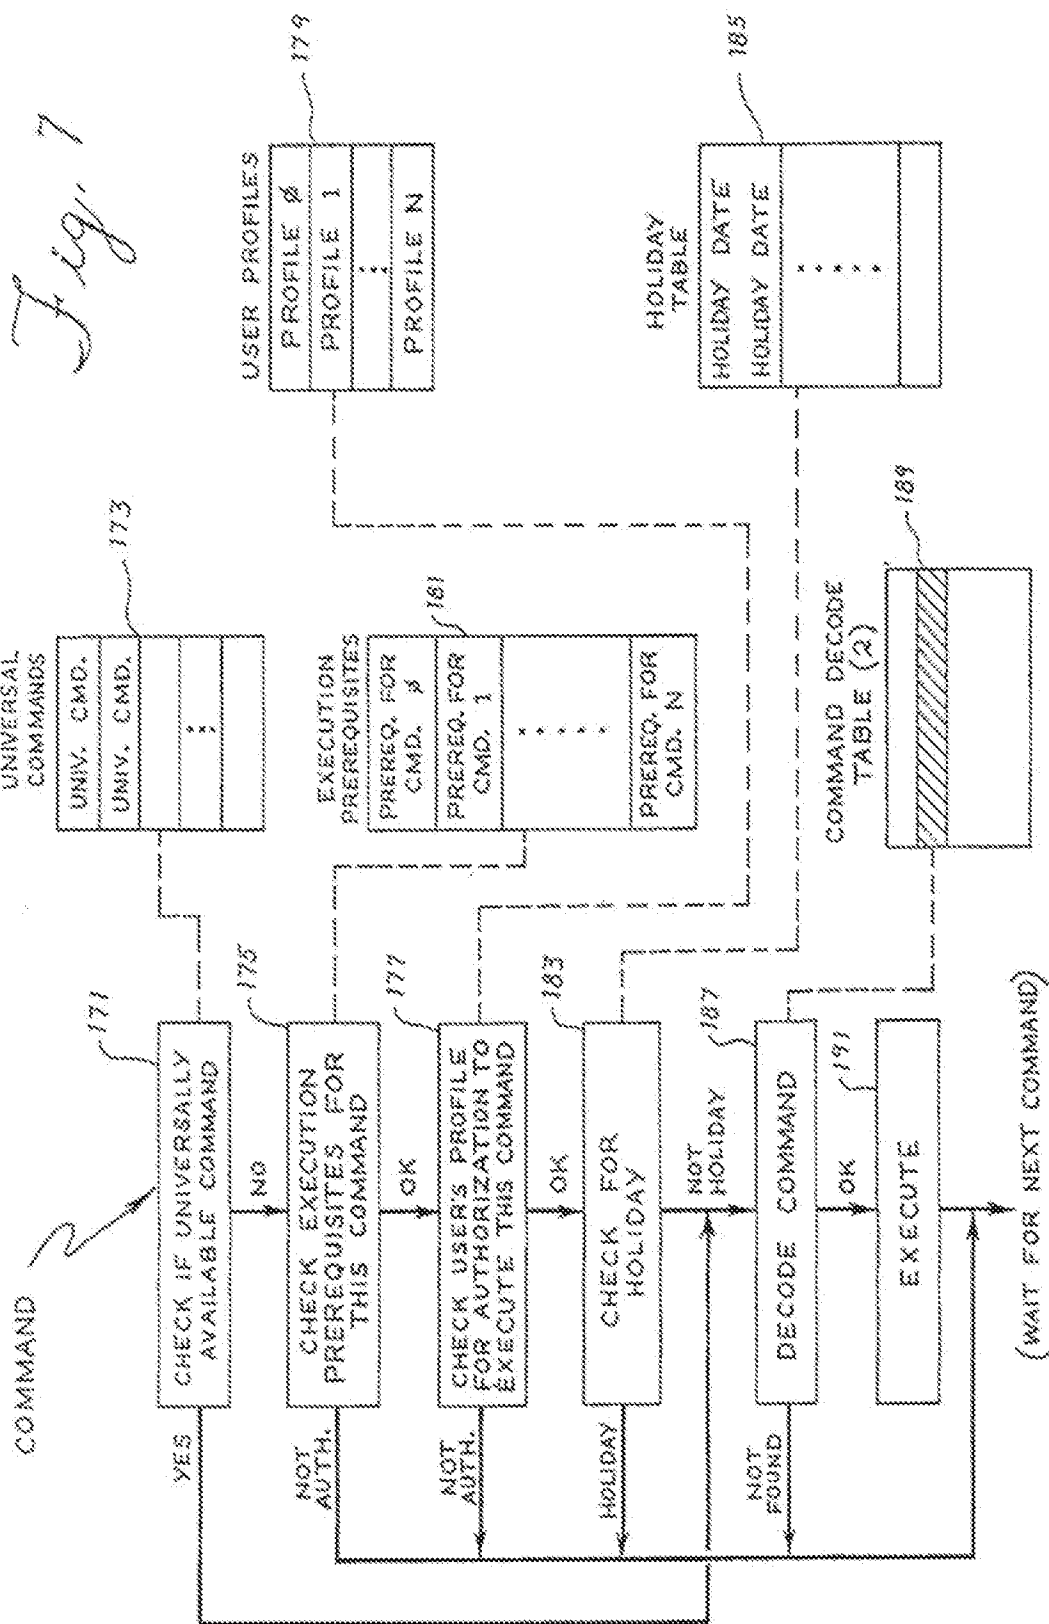 Fig. 7
COMMAND
171
CHECK IF UNIVERSALLY
AVAILABLE COMMAND
YES
NO
UNIVERSAL
COMMANDS
UNIV. CMD.
UNIV. CMD.
173
175
CHECK EXECUTION
PREREQUISITES FOR
THIS COMMAND
NOT
AUTH.
OK
EXECUTION
PREREQUISITES
PREREQ. FOR
CMD. Ø
PREREQ. FOR
CMD. 1
PREREQ. FOR
CMD. N
181
177
CHECK USERS PROFILE
FOR AUTHORIZATION TO
EXECUTE THIS COMMAND
NOT
AUTH.
OK
USER PROFILES
PROFILE Ø
PROFILE 1
PROFILE N
179
183
CHECK FOR
HOLIDAY
HOLIDAY
NOT
HOLIDAY
HOLIDAY
TABLE
HOLIDAY DATE
HOLIDAY DATE
185
187
DECODE COMMAND
NOT
FOUND
OK
COMMAND DECODE
TABLE (2)
189
191
EXECUTE
(WAIT FOR NEXT COMMAND)